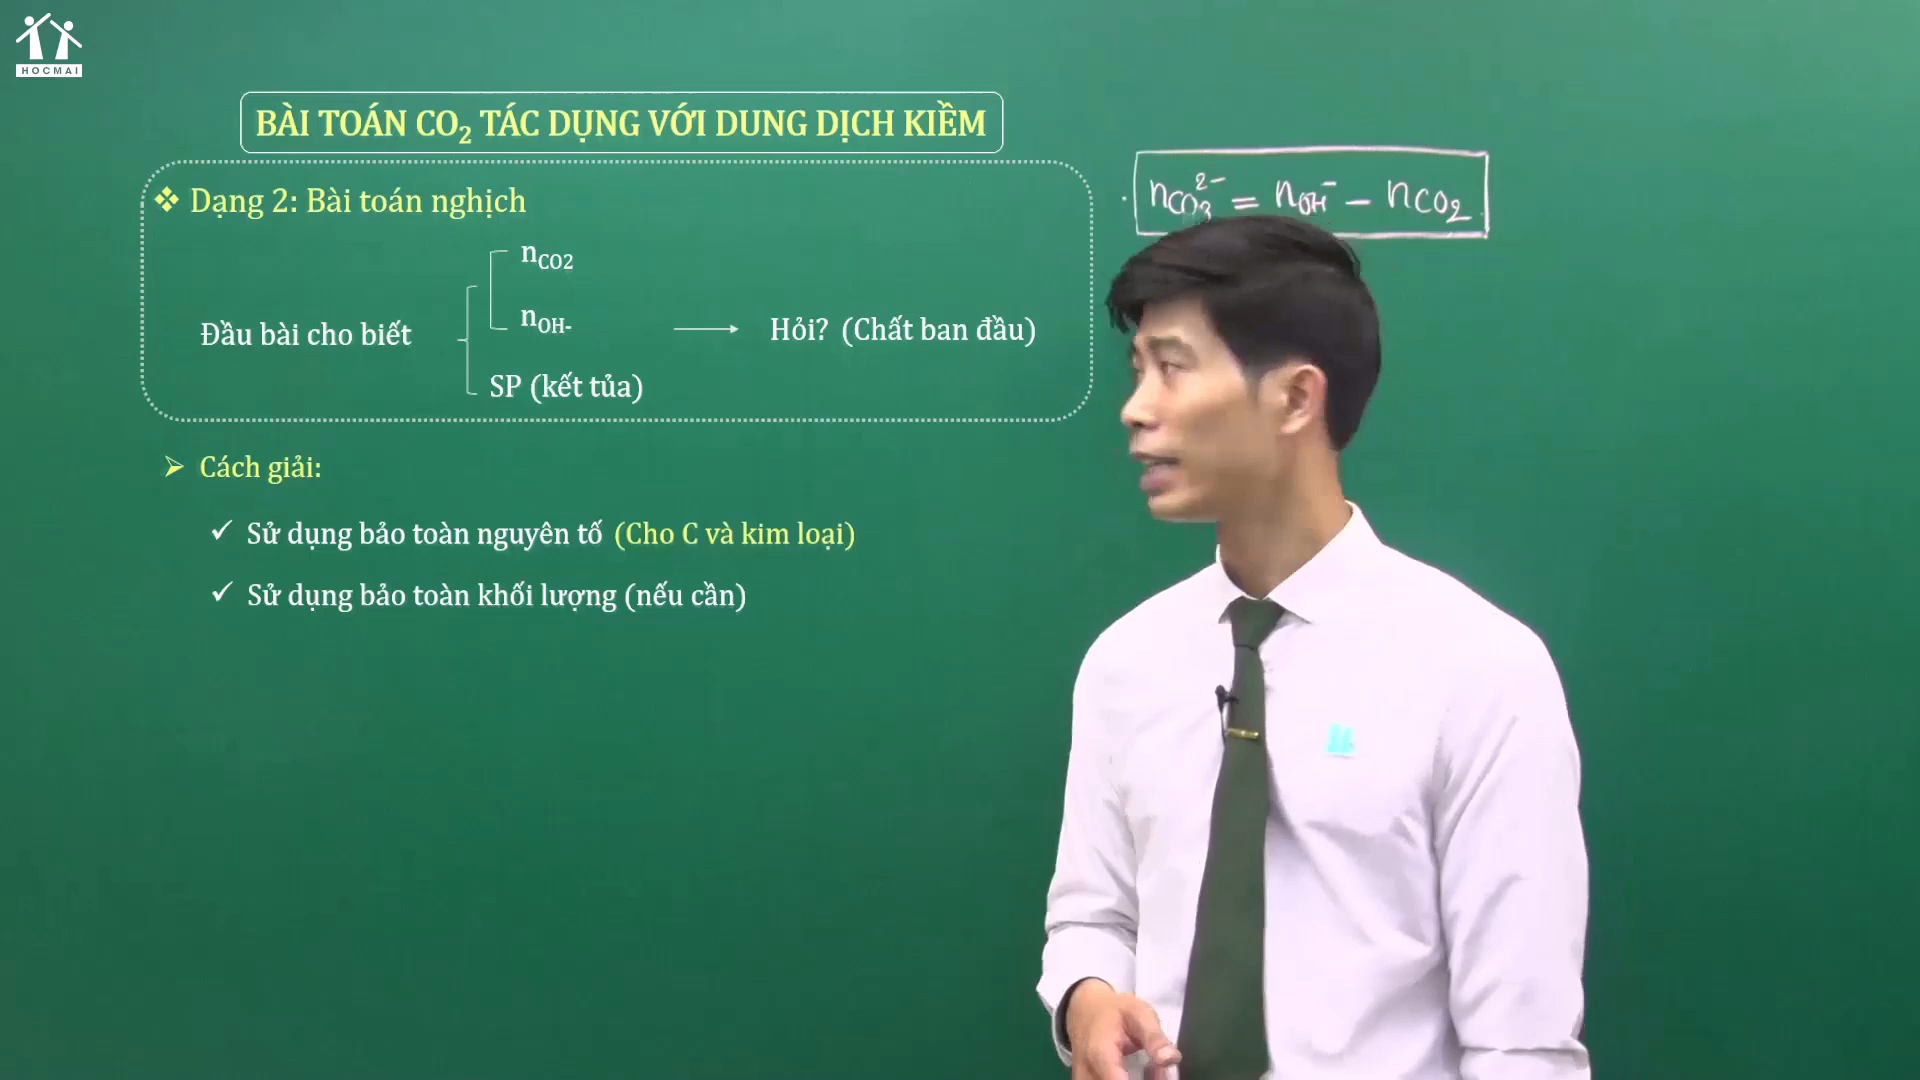 HOCMAI
BÀI TOÁN CO₂ TÁC DỤNG VỚI DUNG DỊCH KIỀM
❖ Dạng 2: Bài toán nghịch
nCO2
nOH-
Đầu bài cho biết
SP (kết tủa)
Hỏi? (Chất ban đầu)
➢ Cách giải:
✓ Sử dụng bảo toàn nguyên tố (Cho C và kim loại)
✓ Sử dụng bảo toàn khối lượng (nếu cần)
nCO₃²⁻ = nOH⁻ − nCO₂